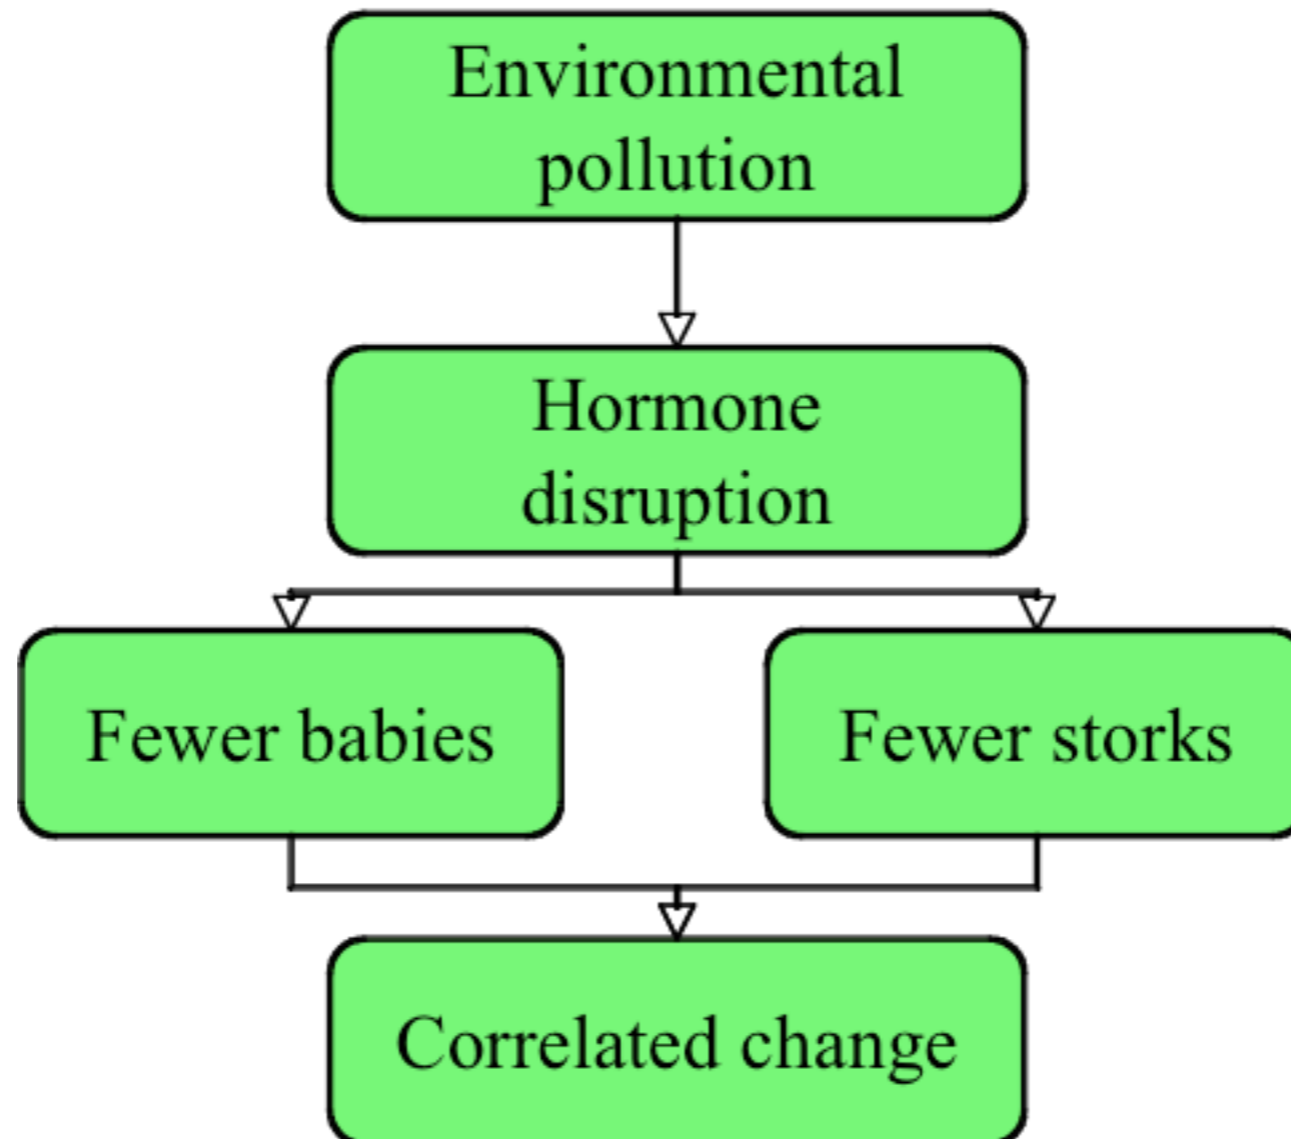 Environmental
pollution
Hormone
disruption
Fewer babies
Fewer storks
Correlated change